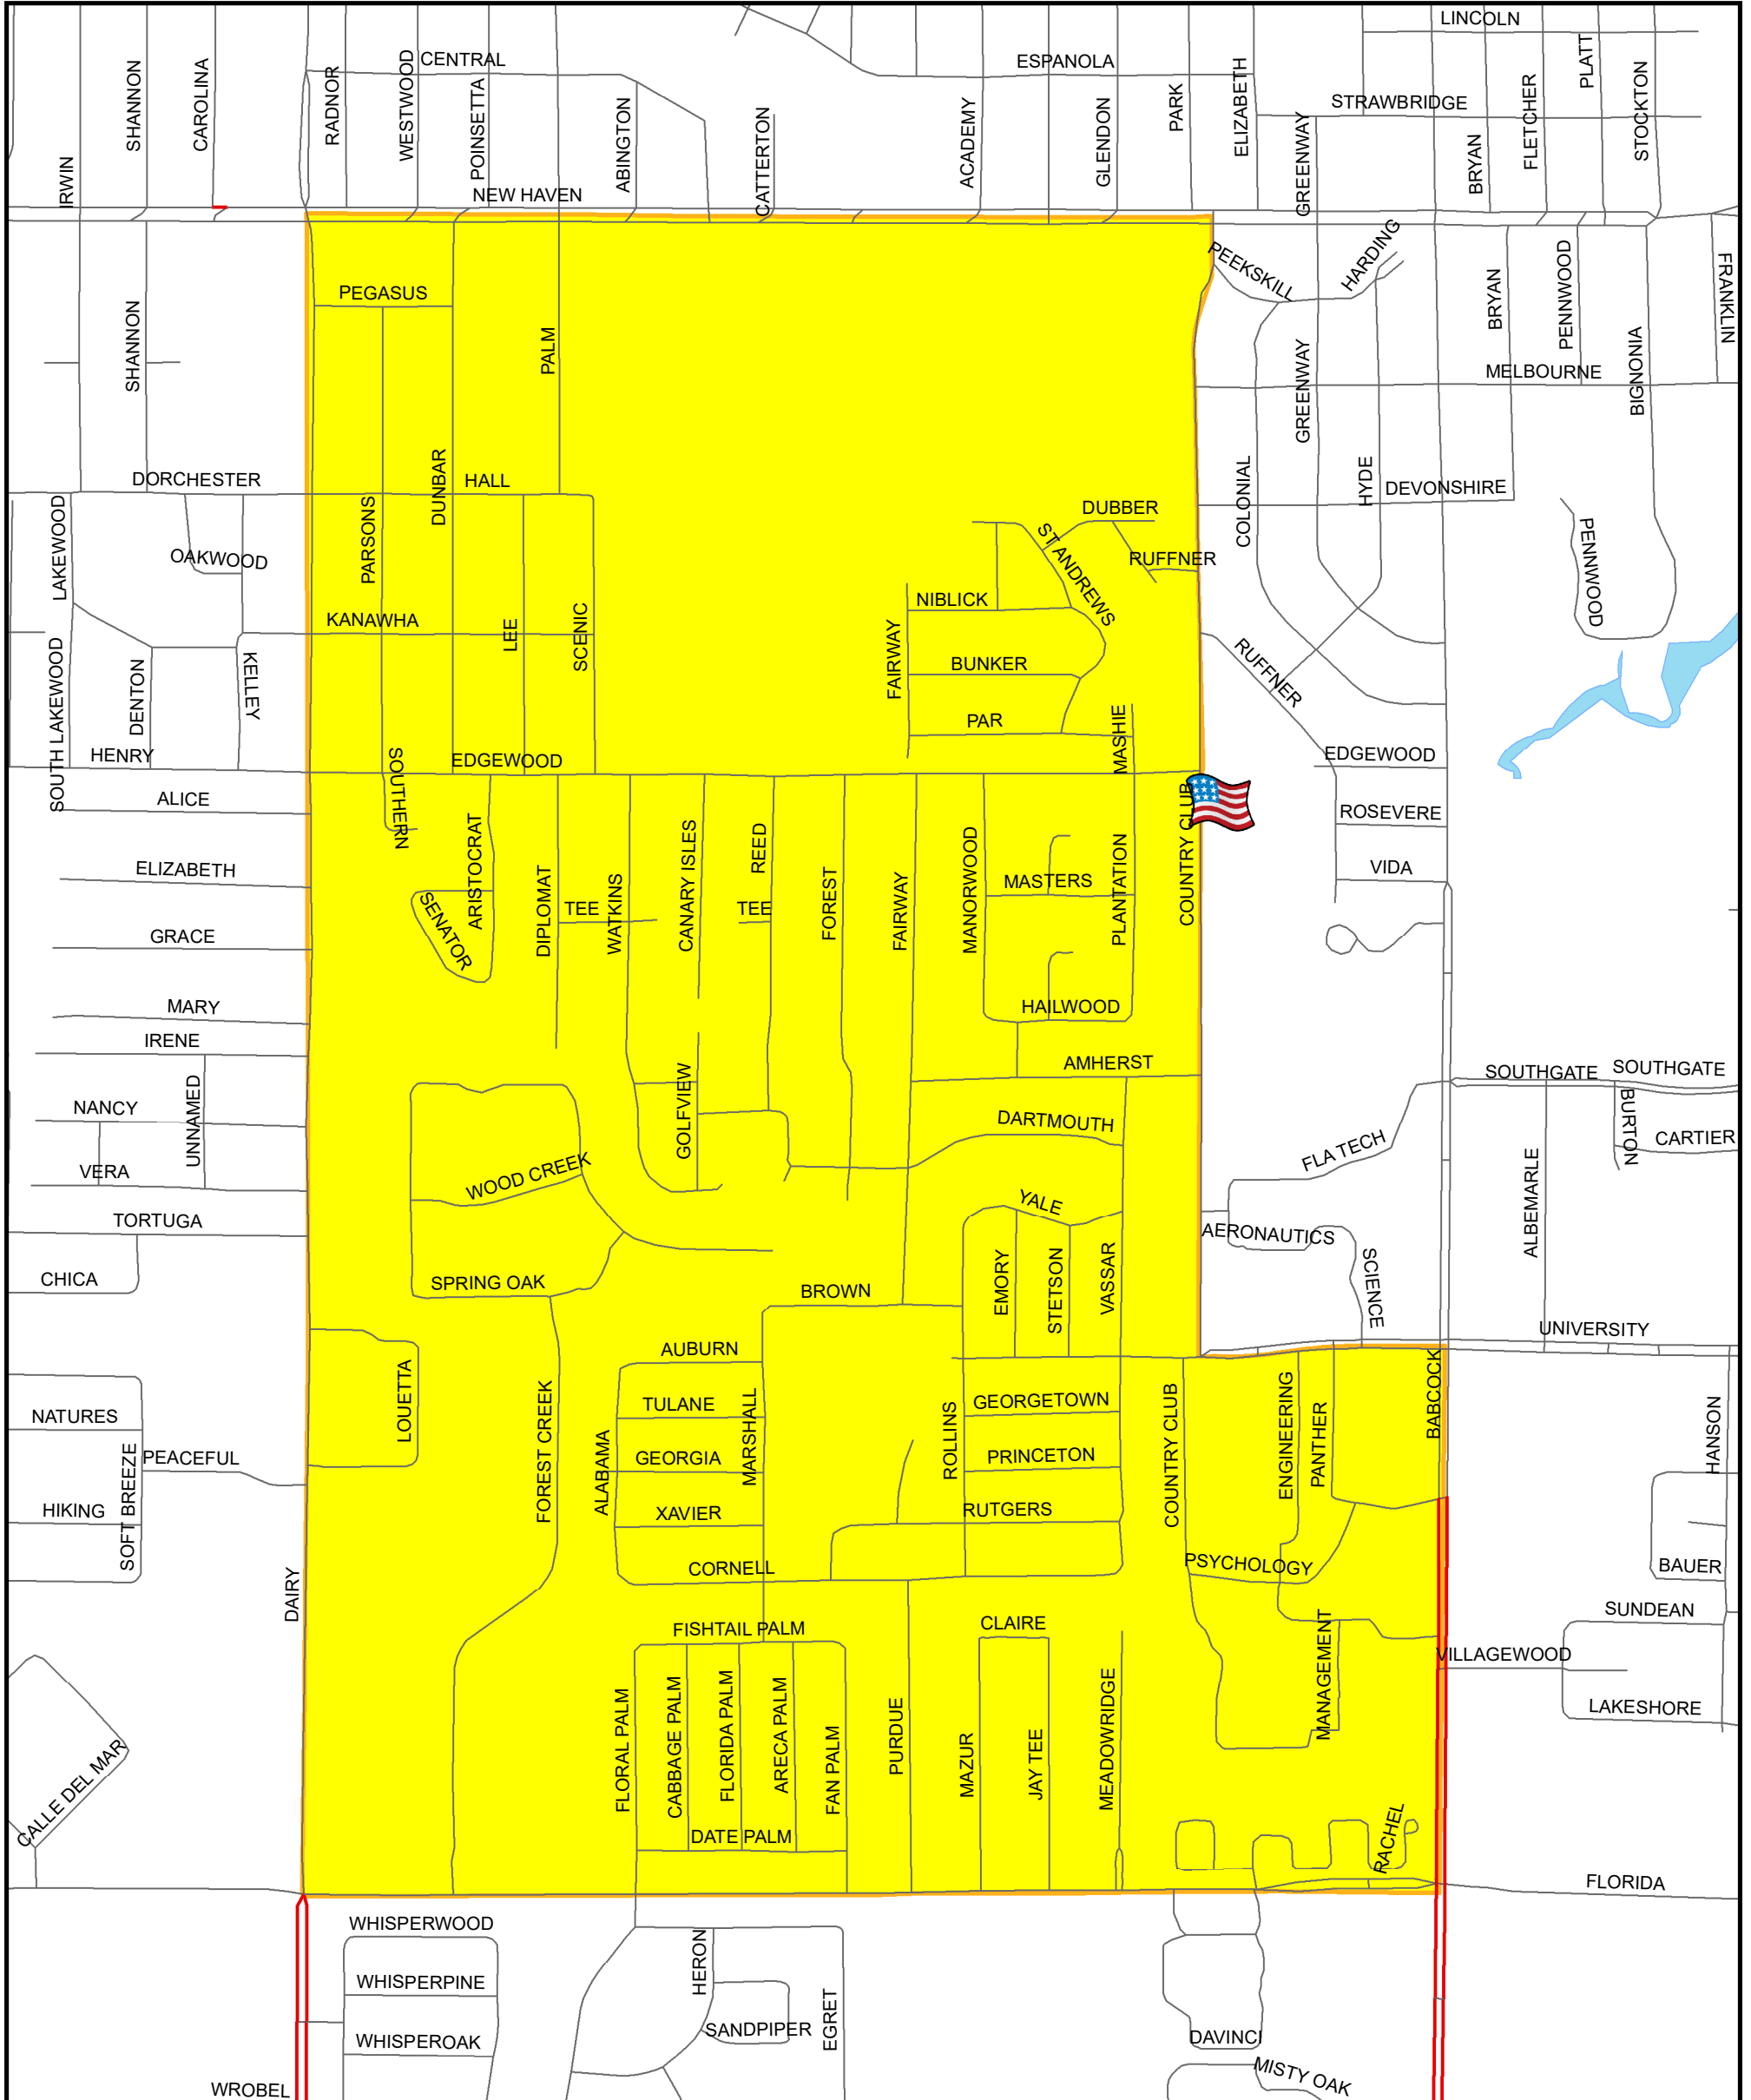 LINCOLN
CENTRAL
ESPANOLA
PLATT
SHANNON
CAROLINA
RADNOR
WESTWOOD
POINSETTA
ABINGTON
CATTERTON
ACADEMY
GLENDON
PARK
ELIZABETH
STRAWBRIDGE
GREENWAY
BRYAN
FLETCHER
STOCKTON
IRWIN
NEW HAVEN
PEEKSKILL
HARDING
PEGASUS
SHANNON
PALM
GREENWAY
BRYAN
PENNWOOD
FRANKLIN
MELBOURNE
BIGNONIA
DORCHESTER
DUNBAR
HALL
COLONIAL
HYDE
DEVONSHIRE
LAKEWOOD
OAKWOOD
PARSONS
DUBBER
ST ANDREWS
RUFFNER
PENNWOOD
NIBLICK
KANAWHA
LEE
SCENIC
FAIRWAY
BUNKER
RUFFNER
SOUTH LAKEWOOD
DENTON
KELLEY
PAR
MASHIE
HENRY
SOUTHERN
EDGEWOOD
EDGEWOOD
ALICE
COUNTRY CLUB
ROSEVERE
ELIZABETH
ARISTOCRAT
DIPLOMAT
WATKINS
CANARY ISLES
REED
FOREST
FAIRWAY
MANORWOOD
MASTERS
PLANTATION
VIDA
SENATOR
TEE
TEE
GRACE
MARY
HAILWOOD
IRENE
AMHERST
SOUTHGATE
SOUTHGATE
NANCY
UNNAMED
GOLFVIEW
DARTMOUTH
FLA TECH
BURTON
CARTIER
VERA
WOOD CREEK
YALE
ALBEMARLE
TORTUGA
AERONAUTICS
CHICA
SPRING OAK
BROWN
EMORY
STETSON
VASSAR
SCIENCE
UNIVERSITY
AUBURN
LOUETTA
BABCOCK
NATURES
TULANE
MARSHALL
ROLLINS
GEORGETOWN
COUNTRY CLUB
ENGINEERING
PANTHER
HANSON
PEACEFUL
FOREST CREEK
ALABAMA
GEORGIA
PRINCETON
HIKING
SOFT BREEZE
XAVIER
RUTGERS
DAIRY
CORNELL
PSYCHOLOGY
BAUER
FISHTAIL PALM
CLAIRE
SUNDEAN
MANAGEMENT
VILLAGEWOOD
LAKESHORE
CALLE DEL MAR
FLORAL PALM
CABBAGE PALM
FLORIDA PALM
ARECA PALM
FAN PALM
PURDUE
MAZUR
JAY TEE
MEADOWRIDGE
DATE PALM
RACHEL
FLORIDA
WHISPERWOOD
HERON
WHISPERPINE
EGRET
SANDPIPER
DAVINCI
WHISPEROAK
MISTY OAK
WROBEL